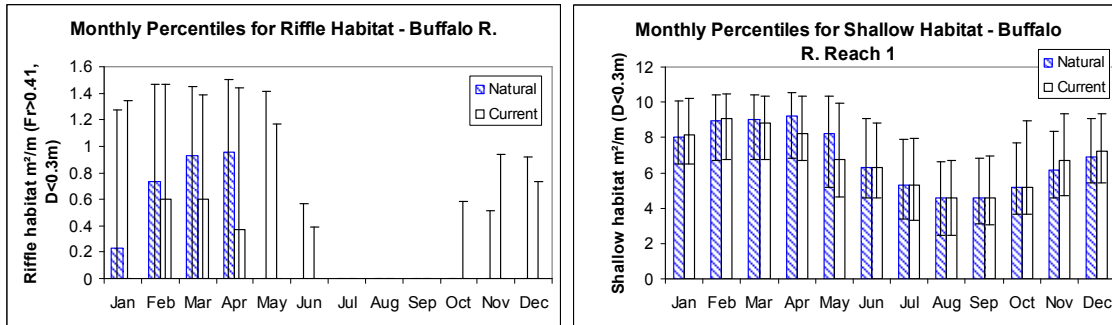 Monthly Percentiles for Riffle Habitat - Buffalo R.
Riffle habitat m²/m (Fr>0.41,
D<0.3m)
1.6
1.4
1.2
1
0.8
0.6
0.4
0.2
0
Natural
Current
Jan Feb Mar Apr May Jun Jul Aug Sep Oct Nov Dec
Monthly Percentiles for Shallow Habitat - Buffalo
R. Reach 1
Shallow habitat m²/m (D<0.3m)
12
10
8
6
4
2
0
Natural
Current
Jan Feb Mar Apr May Jun Jul Aug Sep Oct Nov Dec